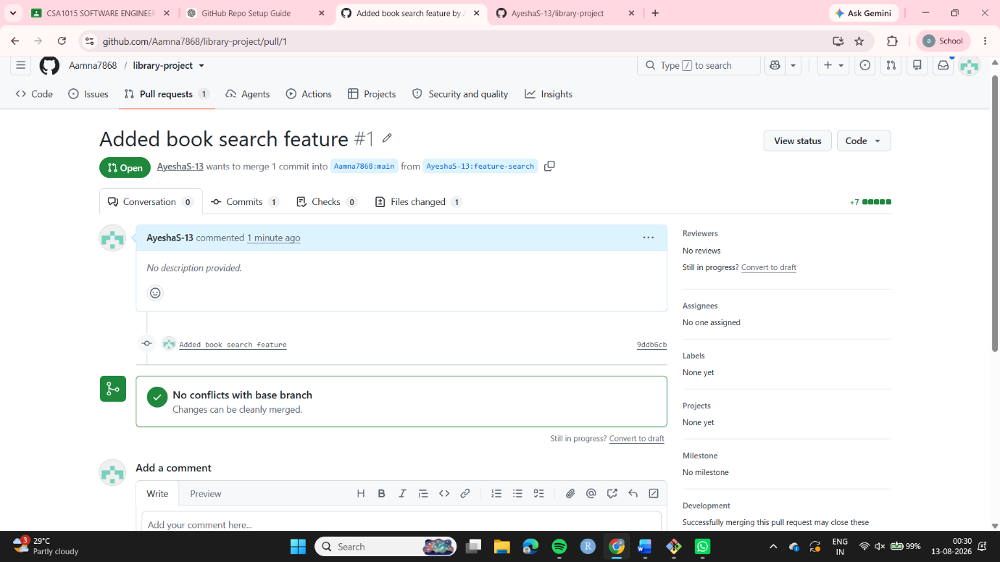 CSA1015 SOFTWARE ENGINEER
GitHub Repo Setup Guide
Added book search feature by A
AyeshaS-13/library-project
Ask Gemini
github.com/Aamna7868/library-project/pull/1
a School
Aamna7868 / library-project
Type / to search
Code
Issues
Pull requests 1
Agents
Actions
Projects
Security and quality
Insights
Added book search feature #1
View status
Code
Open
AyeshaS-13 wants to merge 1 commit into Aamna7868:main from AyeshaS-13:feature-search
Conversation 0
Commits 1
Checks 0
Files changed 1
+7
AyeshaS-13 commented 1 minute ago
No description provided.
Added book search feature
9ddb6cb
No conflicts with base branch
Changes can be cleanly merged.
Still in progress? Convert to draft
Add a comment
Write
Preview
Add your comment here...
Reviewers
No reviews
Still in progress? Convert to draft
Assignees
No one assigned
Labels
None yet
Projects
None yet
Milestone
No milestone
Development
Successfully merging this pull request may close these
3
29°C
Partly cloudy
Search
R
W
ENG
IN
99%
00:30
13-08-2026